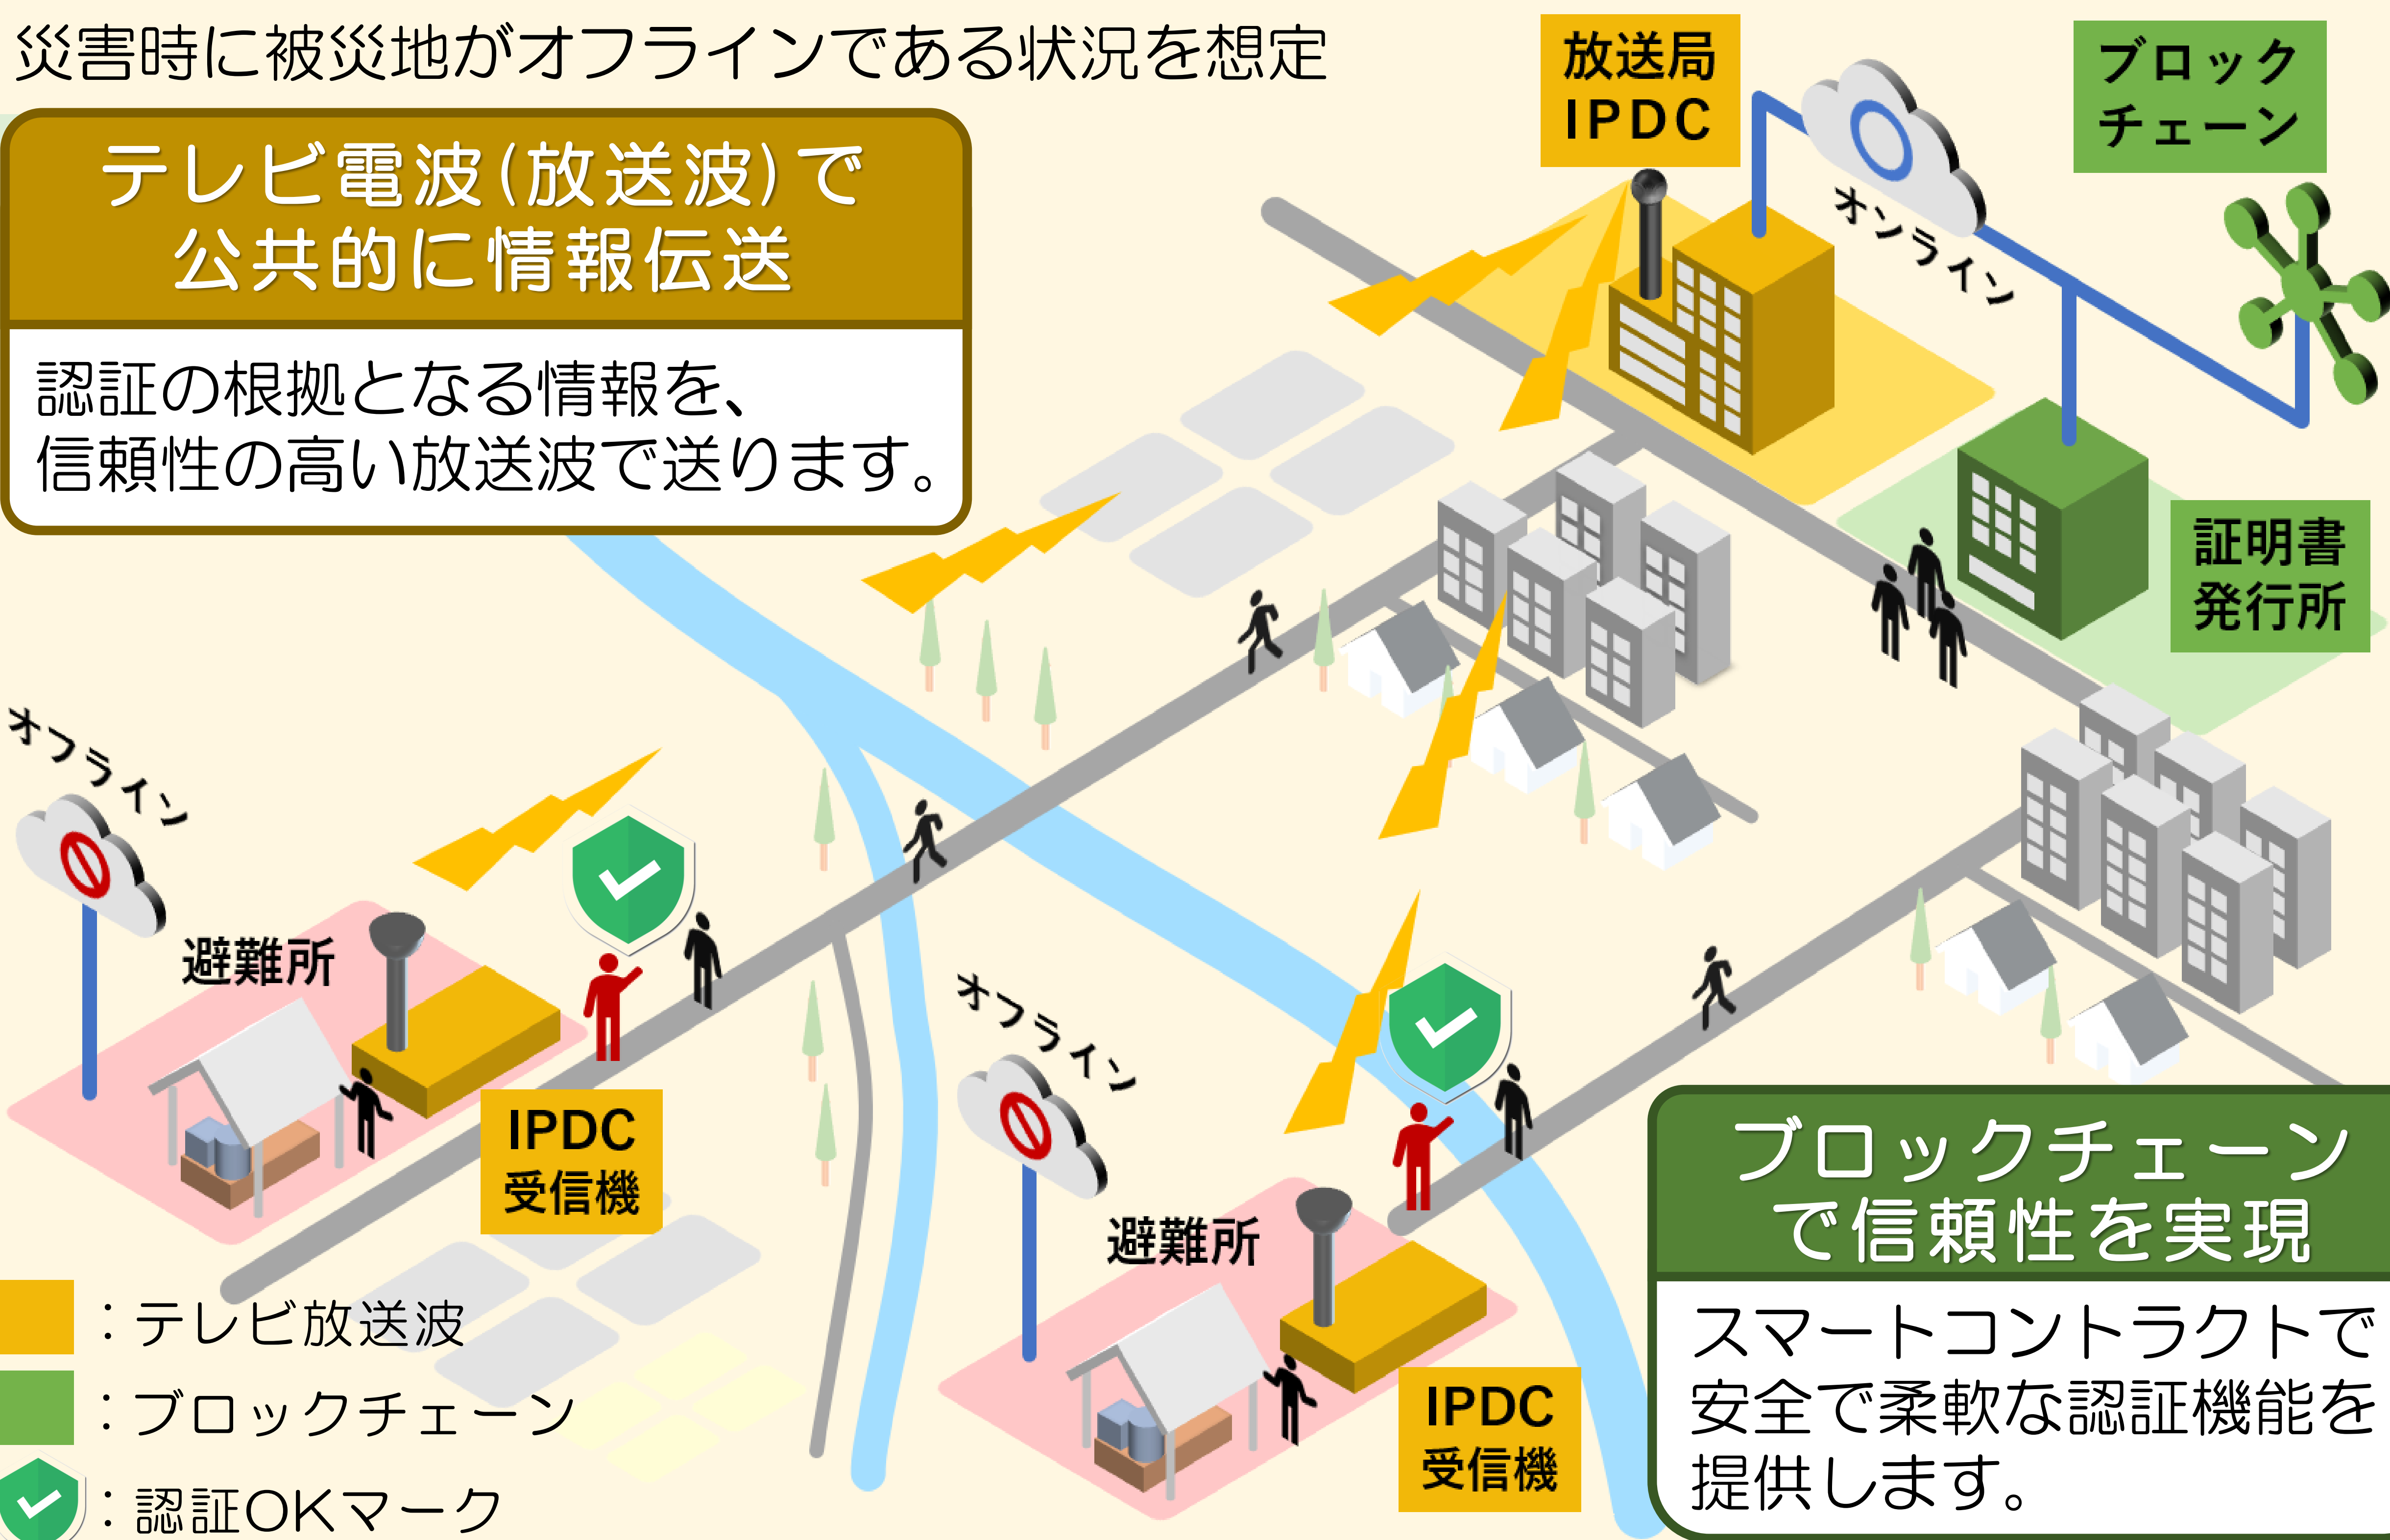 災害時に被災地がオフラインである状況を想定
テレビ電波(放送波)で
公共的に情報伝送
認証の根拠となる情報を、
信頼性の高い放送波で送ります。
放送局
IPDC
オンライン
ブロック
チェーン
証明書
発行所
オフライン
避難所
IPDC
受信機
オフライン
避難所
IPDC
受信機
：テレビ放送波
：ブロックチェーン
：認証OKマーク
ブロックチェーン
で信頼性を実現
スマートコントラクトで
安全で柔軟な認証機能を
提供します。